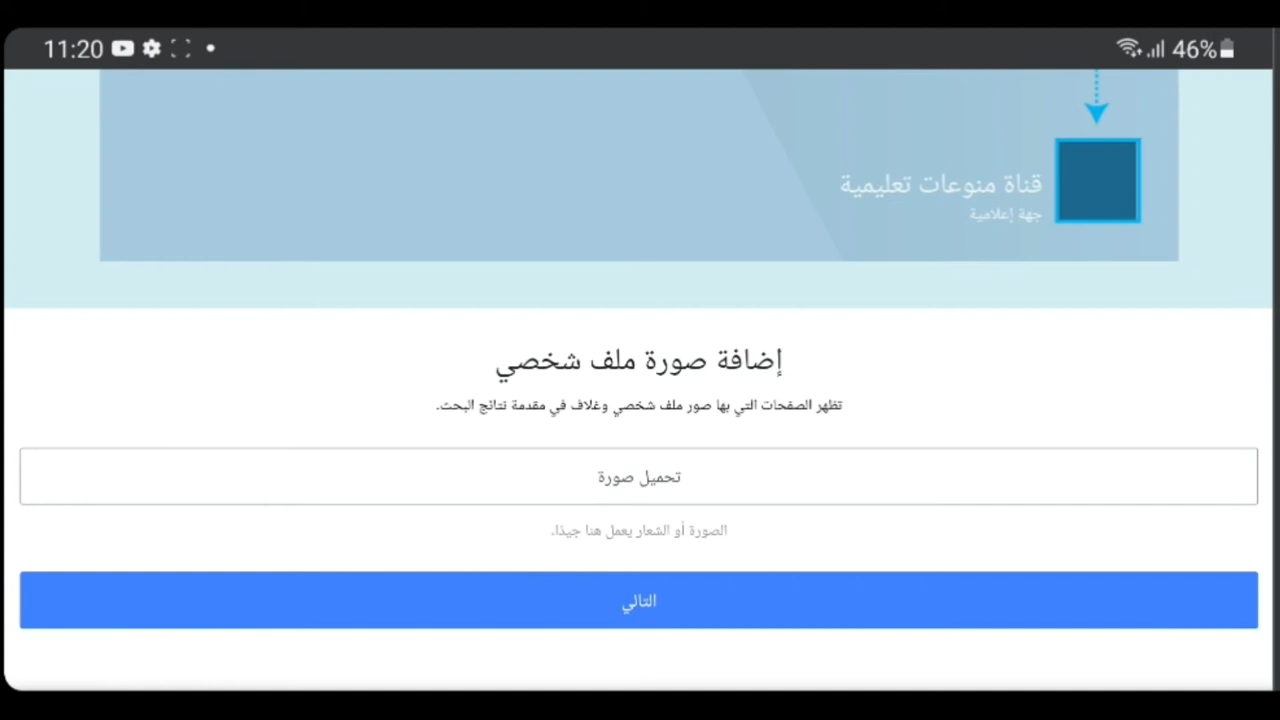 11:20
46%
قناة منوعات تعليمية
جهة إعلامية
إضافة صورة ملف شخصي
تظهر الصفحات التي بها صور ملف شخصي وغلاف في مقدمة نتائج البحث.
تحميل صورة
الصورة أو الشعار يعمل هنا جيدًا.
التالي